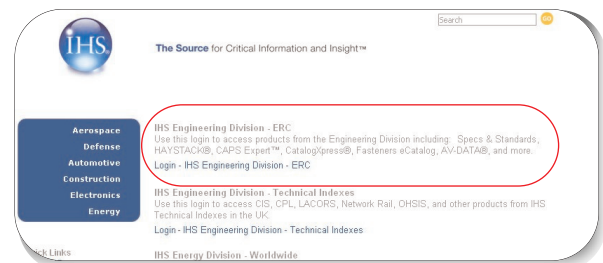 Search
GO
IHS
The Source for Critical Information and Insight™
Aerospace
Defense
Automotive
Construction
Electronics
Energy
IHS Engineering Division - ERC
Use this login to access products from the Engineering Division including: Specs & Standards,
HAYSTACK®, CAPS Expert™, CatalogXpress®, Fasteners eCatalog, AV-DATA®, and more.
Login - IHS Engineering Division - ERC
IHS Engineering Division - Technical Indexes
Use this login to access CIS, CPL, LACORS, Network Rail, OHSIS, and other products from IHS
Technical Indexes in the UK.
Login - IHS Engineering Division - Technical Indexes
Links
IHS Energy Division - Worldwide